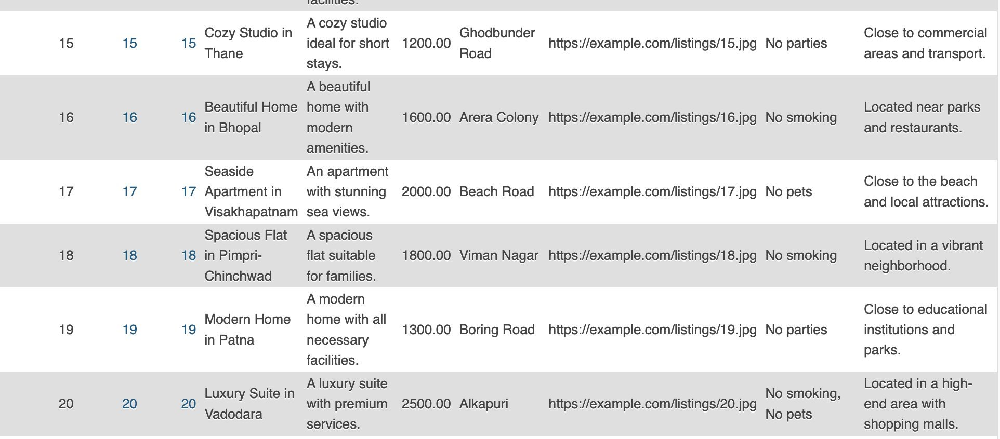 facilities.
15 15 15 Cozy Studio in Thane A cozy studio ideal for short stays. 1200.00 Ghodbunder Road https://example.com/listings/15.jpg No parties Close to commercial areas and transport.
16 16 16 Beautiful Home in Bhopal A beautiful home with modern amenities. 1600.00 Arera Colony https://example.com/listings/16.jpg No smoking Located near parks and restaurants.
17 17 17 Seaside Apartment in Visakhapatnam An apartment with stunning sea views. 2000.00 Beach Road https://example.com/listings/17.jpg No pets Close to the beach and local attractions.
18 18 18 Spacious Flat in Pimpri-Chinchwad A spacious flat suitable for families. 1800.00 Viman Nagar https://example.com/listings/18.jpg No smoking Located in a vibrant neighborhood.
19 19 19 Modern Home in Patna A modern home with all necessary facilities. 1300.00 Boring Road https://example.com/listings/19.jpg No parties Close to educational institutions and parks.
20 20 20 Luxury Suite in Vadodara A luxury suite with premium services. 2500.00 Alkapuri https://example.com/listings/20.jpg No smoking, No pets Located in a high-end area with shopping malls.